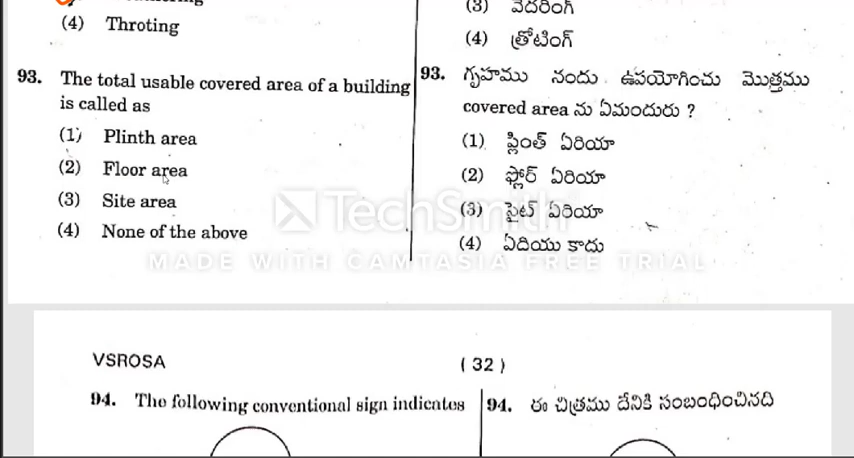 (4) Throting
93. The total usable covered area of a building
is called as
(1) Plinth area
(2) Floor area
(3) Site area
(4) None of the above
(3) వెదరింగ్
(4) థ్రోటింగ్
93. గృహము నందు ఉపయోగించు మొత్తము
covered area ను ఏమందురు ?
(1) ప్లింత్ ఏరియా
(2) ఫ్లోర్ ఏరియా
(3) సైట్ ఏరియా
(4) ఏదియు కాదు
TechSmith
MADE WITH CAMTASIA FREE TRIAL
VSROSA
( 32 )
94. The following conventional sign indicates
94. ఈ చిత్రము దేనికి సంబంధించినది